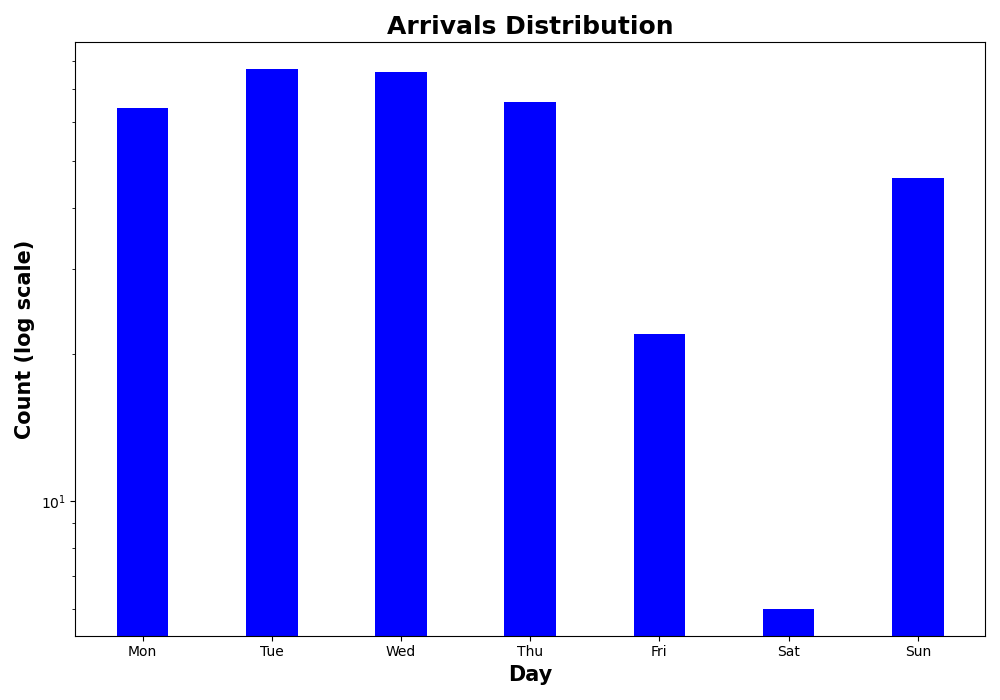 Arrivals Distribution
Count (log scale)
10¹
Mon Tue Wed Thu Fri Sat Sun
Day